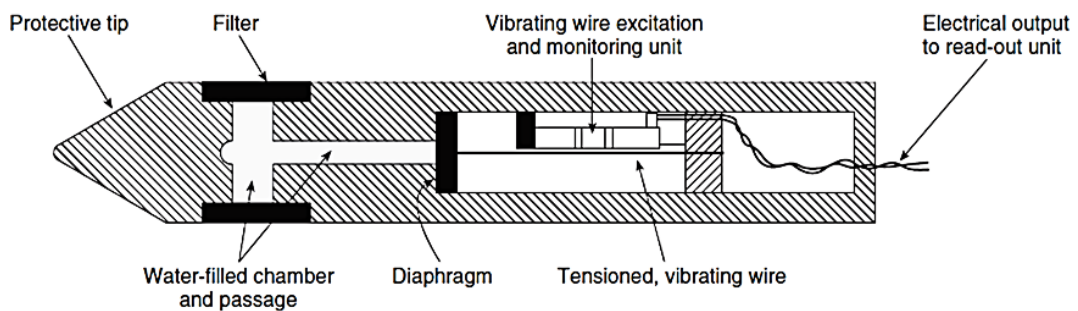 Protective tip
Filter
Vibrating wire excitation
and monitoring unit
Electrical output
to read-out unit
Water-filled chamber
and passage
Diaphragm
Tensioned, vibrating wire